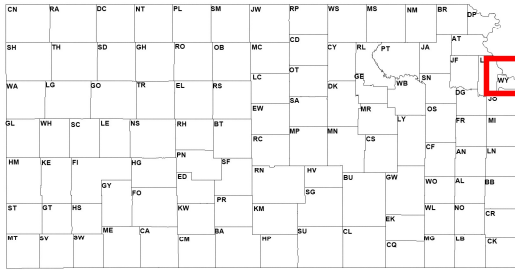 CN RA DC NT PL SM JW RP WS MS NM BR DP
CD AT
SH TH SD GH RO OB MC CY RL PT JA
JF L
OT GE WB SN WY
WA LG GO TR EL RS LC DK DG JO
SA MR OS
EW LY FR MI
GL WH SC LE NS RH BT
MP MN CS
RC CF AN LN
PN
HM KE FI HG SF
ED RN HV BU GW WO AL BB
GY FO SG
PR
ST GT HS KW KM WL NO CR
EK
ME CA BA SU CL
MT SV SW CM HP CQ MG LB CK